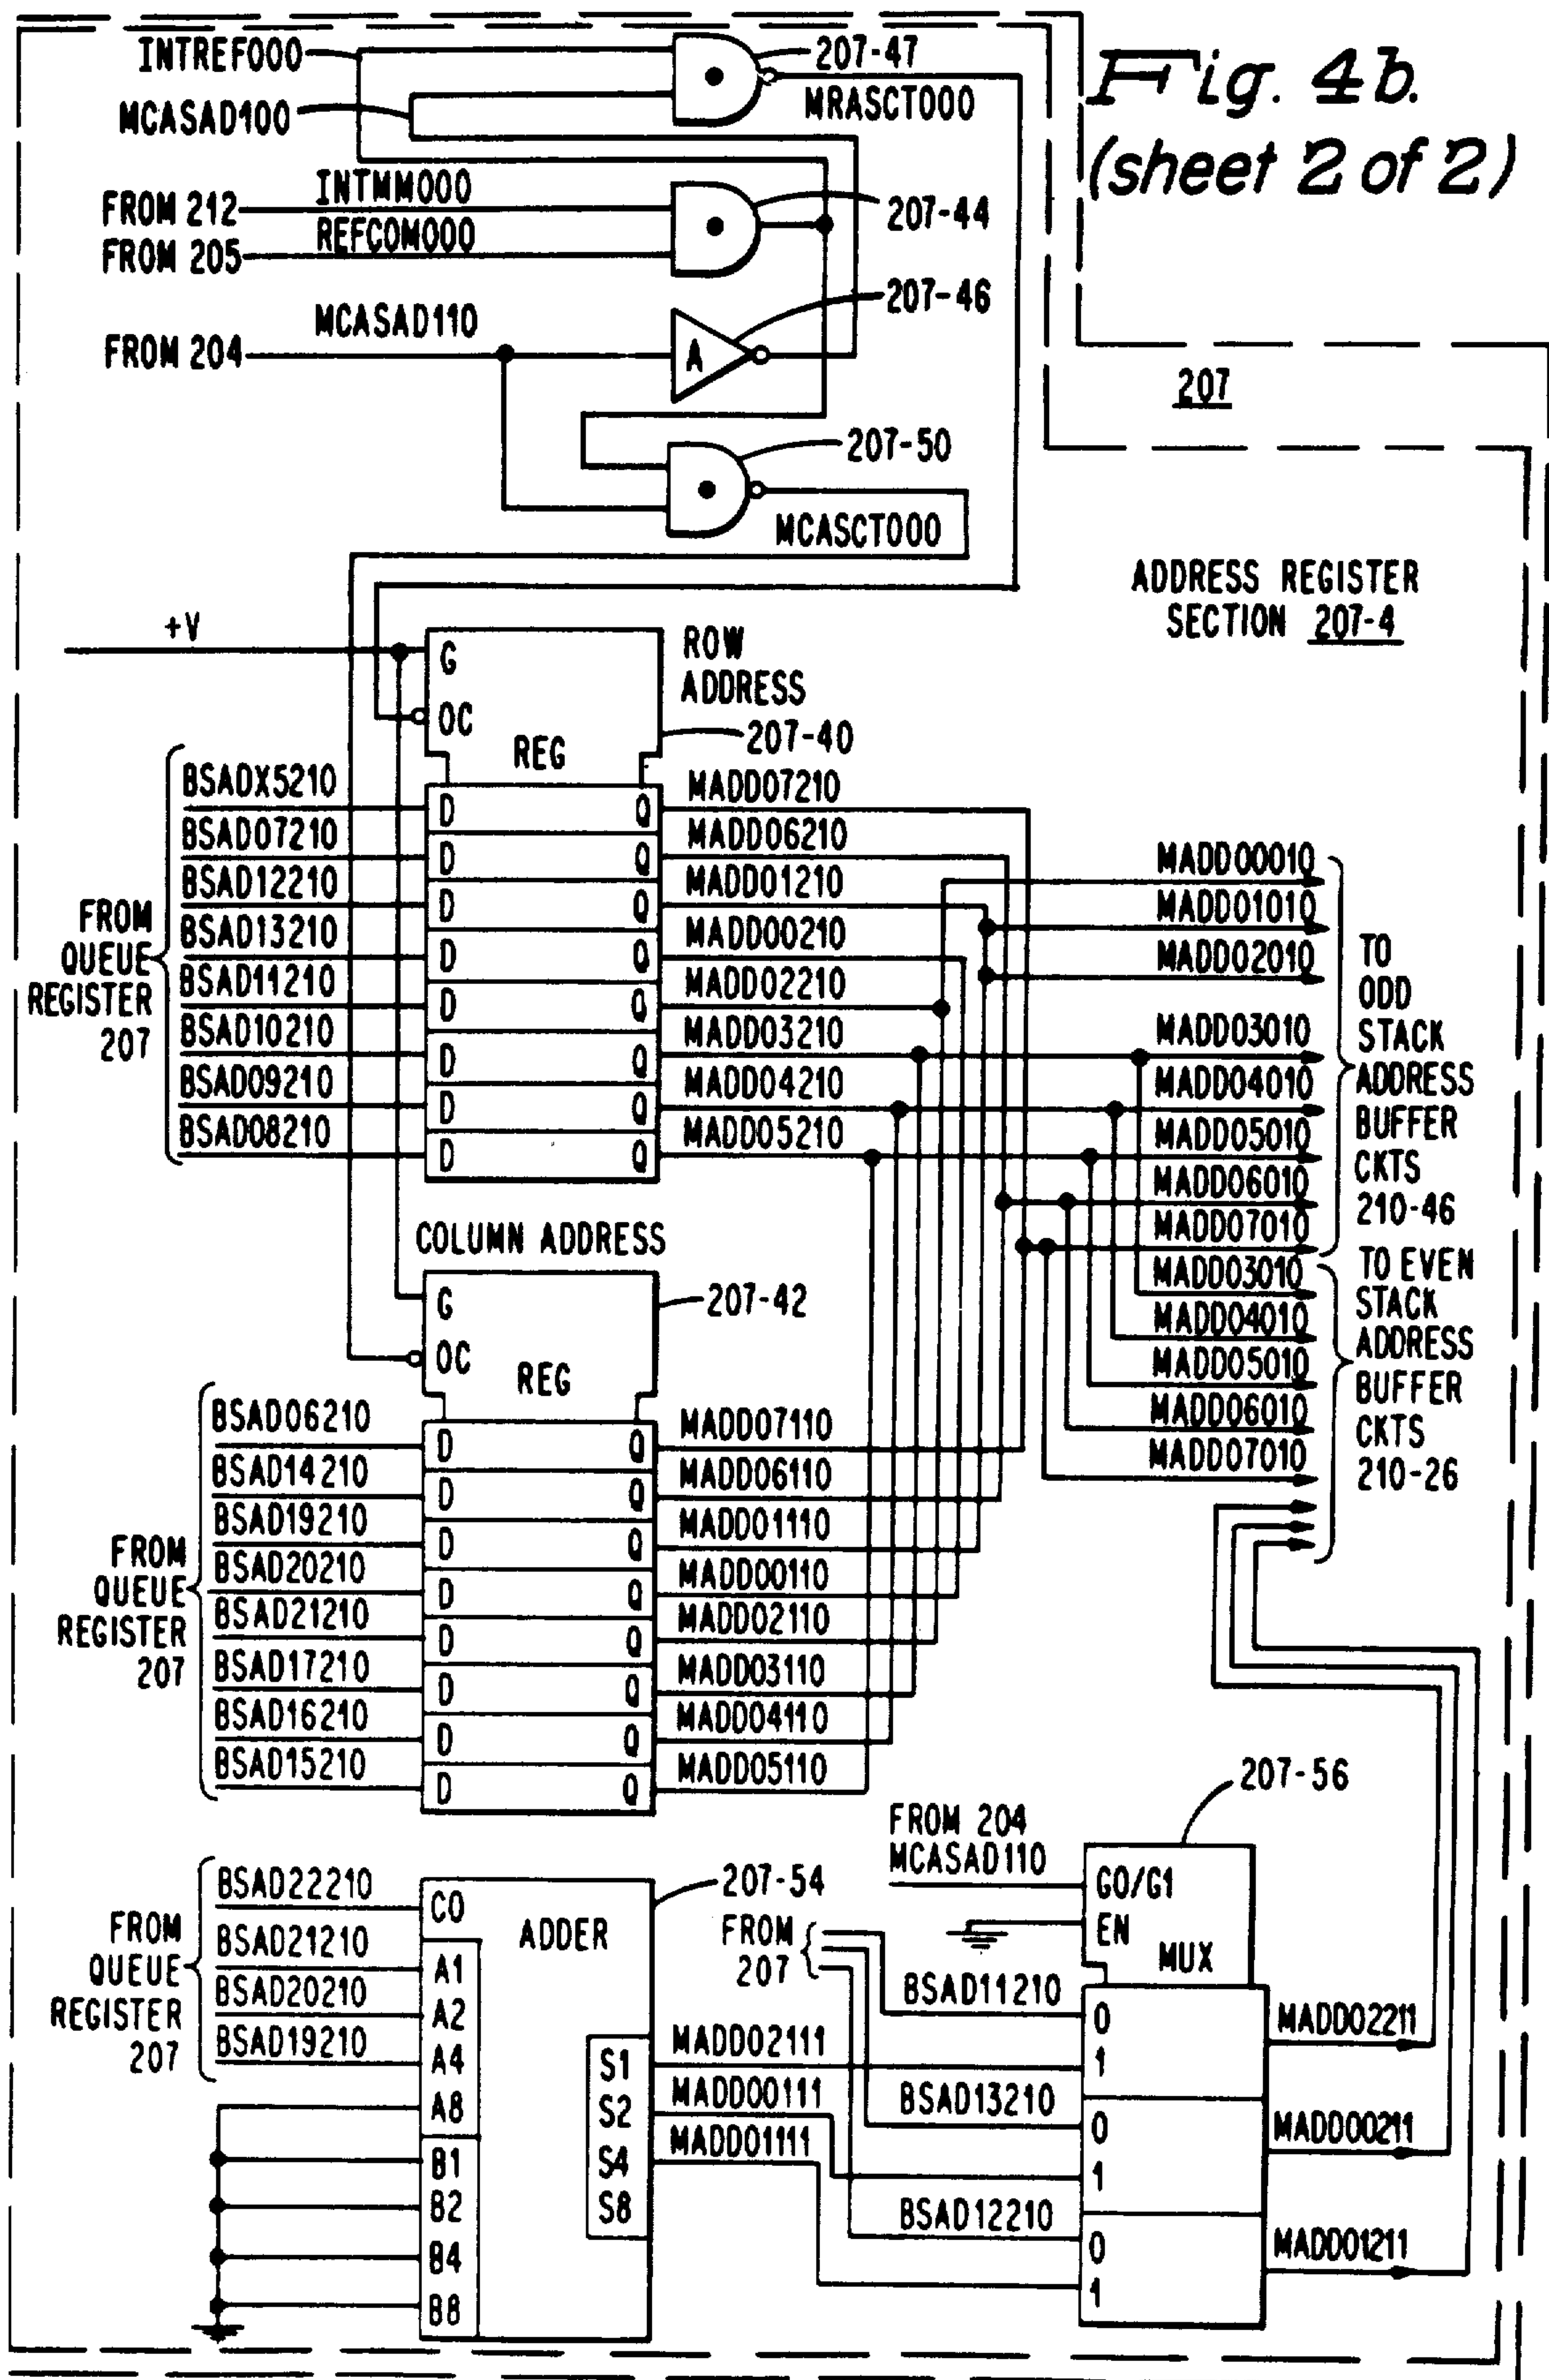 Fig. 4b.
(sheet 2 of 2)
INTREF000
207-47
MCASAD100
MRASCT000
INTMM000
FROM 212
207-44
REFCOM000
FROM 205
207-46
MCASAD110
FROM 204
A
207
207-50
MCASCT000
ADDRESS REGISTER
SECTION 207-4
+V
G
OC
REG
ROW
ADDRESS
207-40
FROM
QUEUE
REGISTER
207
BSADX5210
BSAD07210
BSAD12210
BSAD13210
BSAD11210
BSAD10210
BSAD09210
BSAD08210
D
D
D
D
D
D
D
D
Q
Q
Q
Q
Q
Q
Q
Q
MADD07210
MADD06210
MADD01210
MADD00210
MADD02210
MADD03210
MADD04210
MADD05210
MADD00010
MADD01010
MADD02010
MADD03010
MADD04010
MADD05010
MADD06010
MADD07010
TO
ODD
STACK
ADDRESS
BUFFER
CKTS
210-46
MADD03010
MADD04010
MADD05010
MADD06010
MADD07010
TO EVEN
STACK
ADDRESS
BUFFER
CKTS
210-26
COLUMN ADDRESS
G
OC
REG
207-42
FROM
QUEUE
REGISTER
207
BSAD06210
BSAD14210
BSAD19210
BSAD20210
BSAD21210
BSAD17210
BSAD16210
BSAD15210
D
D
D
D
D
D
D
D
Q
Q
Q
Q
Q
Q
Q
Q
MADD07110
MADD06110
MADD01110
MADD00110
MADD02110
MADD03110
MADD04110
MADD05110
FROM
QUEUE
REGISTER
207
BSAD22210
BSAD21210
BSAD20210
BSAD19210
C0
A1
A2
A4
A8
B1
B2
B4
B8
ADDER
207-54
S1
S2
S4
S8
MADD02111
MADD00111
MADD01111
207-56
FROM 204
MCASAD110
G0/G1
EN
MUX
FROM
207
BSAD11210
BSAD13210
BSAD12210
0
1
0
1
0
1
MADD02211
MADD00211
MADD01211